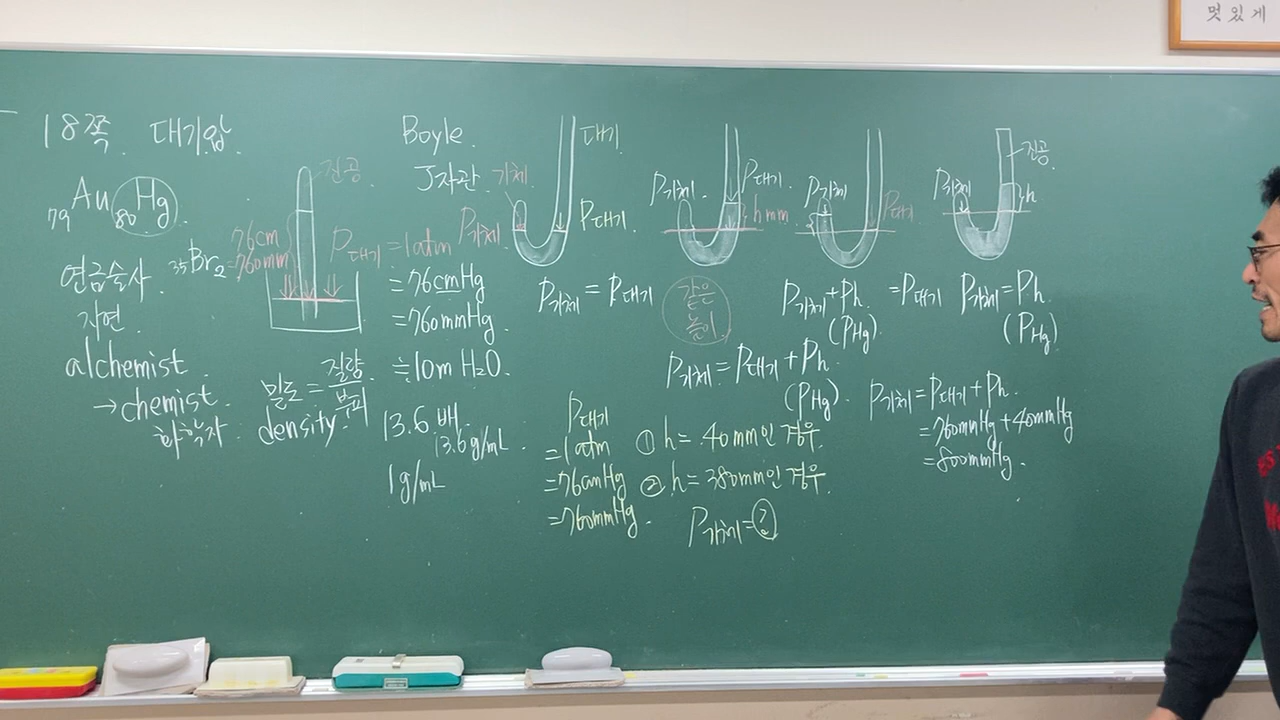 멋있게
18쪽. 대기압.
79Au 80Hg
연금술사.
자연.
alchemist.
→ chemist.
화학자.
35Br2
진공.
76cm
=760mm
P대기 = 1atm
= 76cmHg
= 760mmHg.
≒ 10m H2O.
밀도 = 질량/부피.
density.
13.6배.
13.6g/mL.
1g/mL
Boyle.
J자관.
기체.
대기.
P기체.
P대기.
P기체 = P대기
P기체.
P대기.
h mm
같은 높이
P기체 = P대기 + Ph
(PHg).
P기체
P대기
P기체 + Ph = P대기
(PHg).
진공.
P기체
h
P기체 = Ph.
(PHg)
P대기
= 1atm
= 76cmHg
= 760mmHg.
① h = 40mm인 경우.
② h = 380mm인 경우.
P기체 = ?
P기체 = P대기 + Ph.
= 760mmHg + 40mmHg
= 800mmHg.